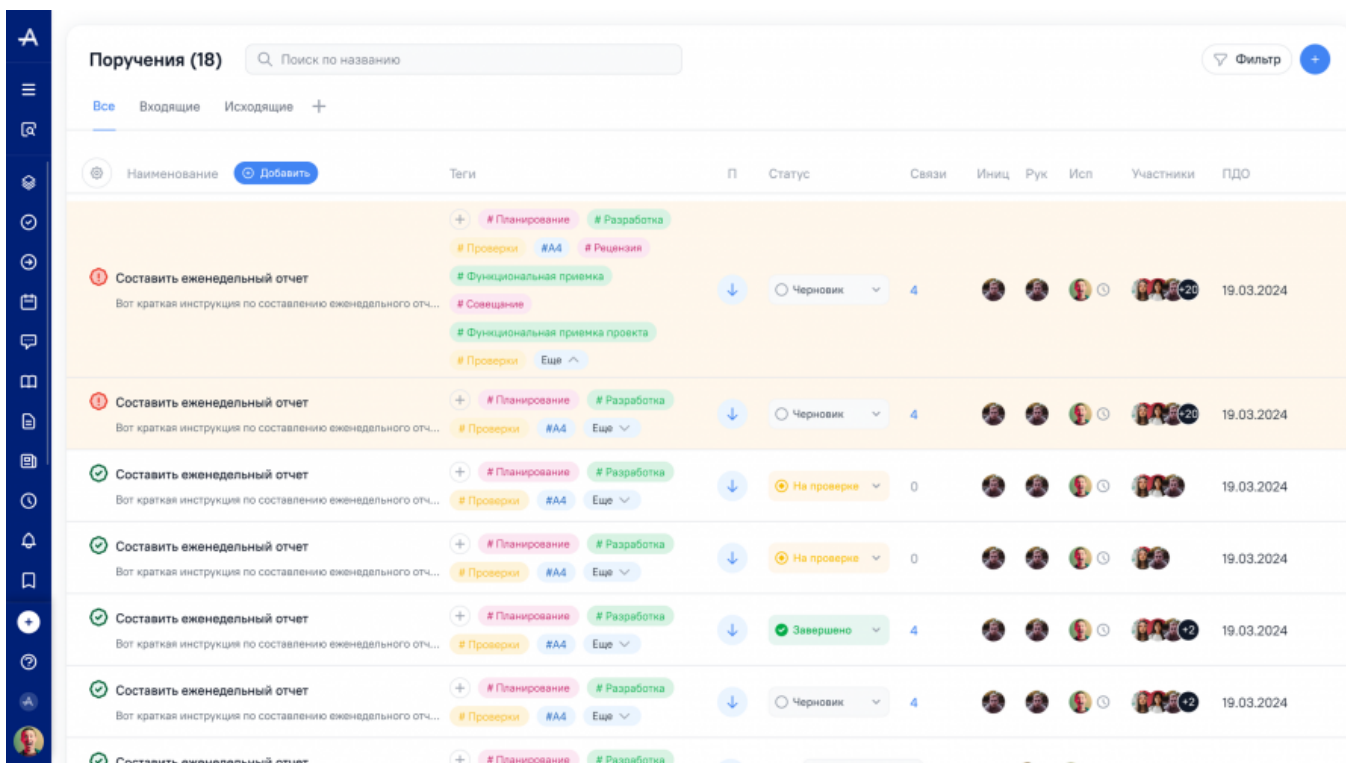 Поручения (18)
Поиск по названию
Фильтр
Все Входящие Исходящие
Наименование Добавить Теги П Статус Связи Иниц Рук Исп Участники ПДО
# Планирование # Разработка
# Проверки #А4 # Рецензия
# Функциональная приемка
# Совещание
# Функциональная приемка проекта
# Проверки Еще
Составить еженедельный отчет
Вот краткая инструкция по составлению еженедельного отч...
Черновик 4 +20 19.03.2024
Составить еженедельный отчет
Вот краткая инструкция по составлению еженедельного отч...
# Планирование # Разработка
# Проверки #А4 Еще
Черновик 4 +20 19.03.2024
Составить еженедельный отчет
Вот краткая инструкция по составлению еженедельного отч...
# Планирование # Разработка
# Проверки #А4 Еще
На проверке 0 19.03.2024
Составить еженедельный отчет
Вот краткая инструкция по составлению еженедельного отч...
# Планирование # Разработка
# Проверки #А4 Еще
На проверке 0 19.03.2024
Составить еженедельный отчет
Вот краткая инструкция по составлению еженедельного отч...
# Планирование # Разработка
# Проверки #А4 Еще
Завершено 4 +2 19.03.2024
Составить еженедельный отчет
Вот краткая инструкция по составлению еженедельного отч...
# Планирование # Разработка
# Проверки #А4 Еще
Черновик 4 +2 19.03.2024
Составить еженедельный отчет
# Планирование # Разработка